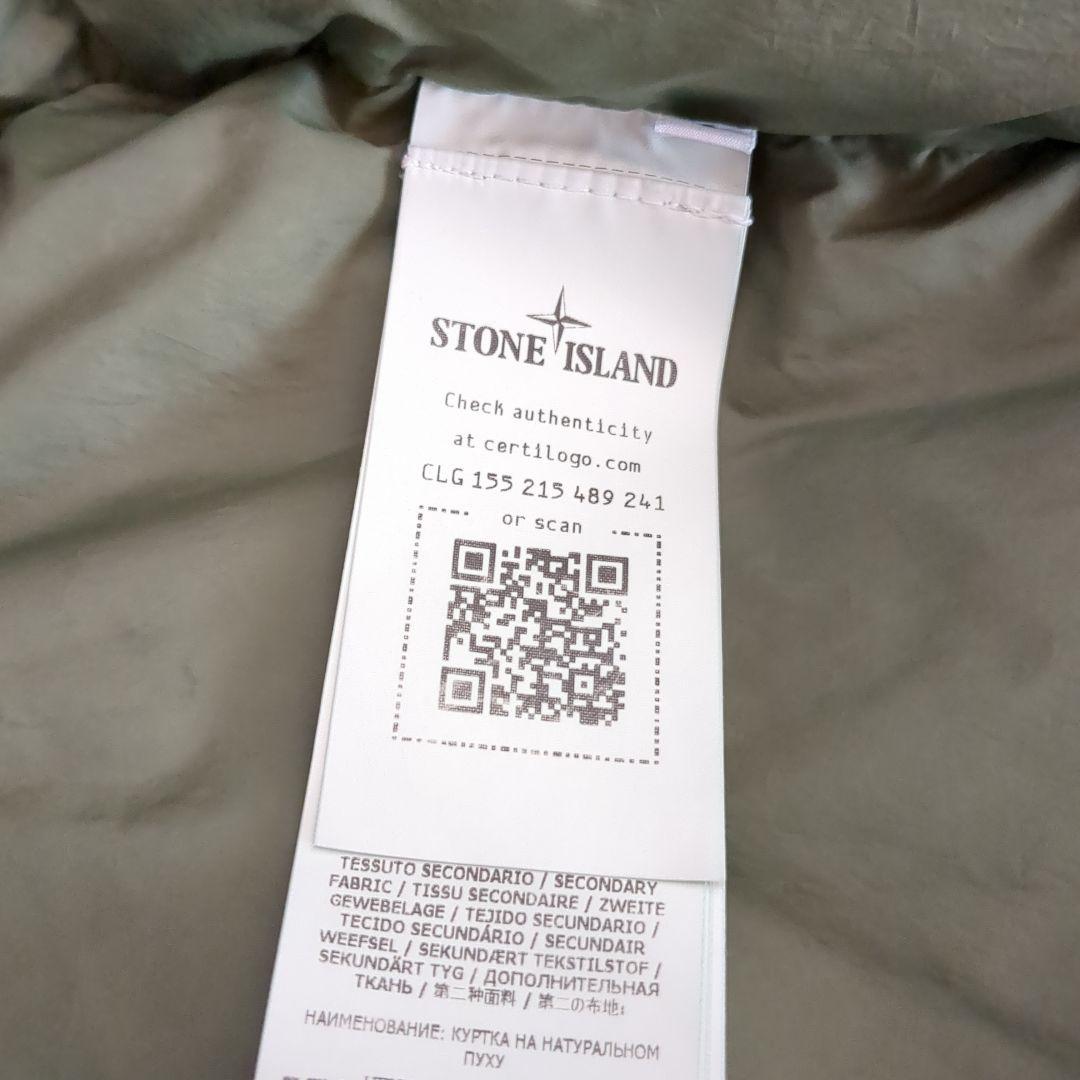 STONE ISLAND
Check authenticity
at certilogo.com
CLG 155 215 489 241
or scan
TESSUTO SECONDARIO / SECONDARY
FABRIC / TISSU SECONDAIRE / ZWEITE
GEWEBELAGE / TEJIDO SECUNDARIO /
TECIDO SECUNDÁRIO / SECUNDAIR
WEEFSEL / SEKUNDÆRT TEKSTILSTOF /
SEKUNDÄRT TYG / ДОПОЛНИТЕЛЬНАЯ
ТКАНЬ / 第二种面料 / 第二の布地:
НАИМЕНОВАНИЕ: КУРТКА НА НАТУРАЛЬНОМ
ПУХУ